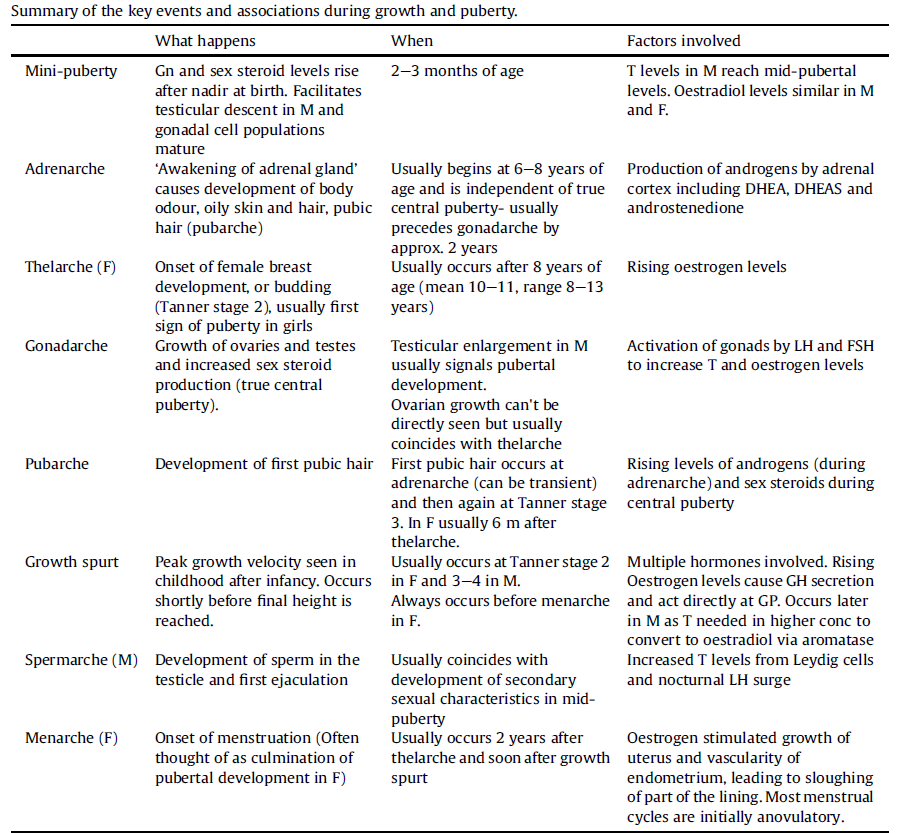 Summary of the key events and associations during growth and puberty.
What happens When Factors involved
Mini-puberty Gn and sex steroid levels rise 2–3 months of age T levels in M reach mid-pubertal
after nadir at birth. Facilitates levels. Oestradiol levels similar in M
testicular descent in M and and F.
gonadal cell populations
mature
Adrenarche ‘Awakening of adrenal gland’ Usually begins at 6–8 years of Production of androgens by adrenal
causes development of body age and is independent of true cortex including DHEA, DHEAS and
odour, oily skin and hair, pubic central puberty- usually androstenedione
hair (pubarche) precedes gonadarche by
approx. 2 years
Thelarche (F) Onset of female breast Usually occurs after 8 years of Rising oestrogen levels
development, or budding age (mean 10–11, range 8–13
(Tanner stage 2), usually first years)
sign of puberty in girls
Gonadarche Growth of ovaries and testes Testicular enlargement in M Activation of gonads by LH and FSH
and increased sex steroid usually signals pubertal to increase T and oestrogen levels
production (true central development.
puberty). Ovarian growth can't be
directly seen but usually
coincides with thelarche
Pubarche Development of first pubic hair First pubic hair occurs at Rising levels of androgens (during
adrenarche (can be transient) adrenarche) and sex steroids during
and then again at Tanner stage central puberty
3. In F usually 6 m after
thelarche.
Growth spurt Peak growth velocity seen in Usually occurs at Tanner stage 2 Multiple hormones involved. Rising
childhood after infancy. Occurs in F and 3–4 in M. Oestrogen levels cause GH secretion
shortly before final height is Always occurs before menarche and act directly at GP. Occurs later
reached. in F. in M as T needed in higher conc to
convert to oestradiol via aromatase
Spermarche (M) Development of sperm in the Usually coincides with Increased T levels from Leydig cells
testicle and first ejaculation development of secondary and nocturnal LH surge
sexual characteristics in mid-
puberty
Menarche (F) Onset of menstruation (Often Usually occurs 2 years after Oestrogen stimulated growth of
thought of as culmination of thelarche and soon after growth uterus and vascularity of
pubertal development in F) spurt endometrium, leading to sloughing
of part of the lining. Most menstrual
cycles are initially anovulatory.